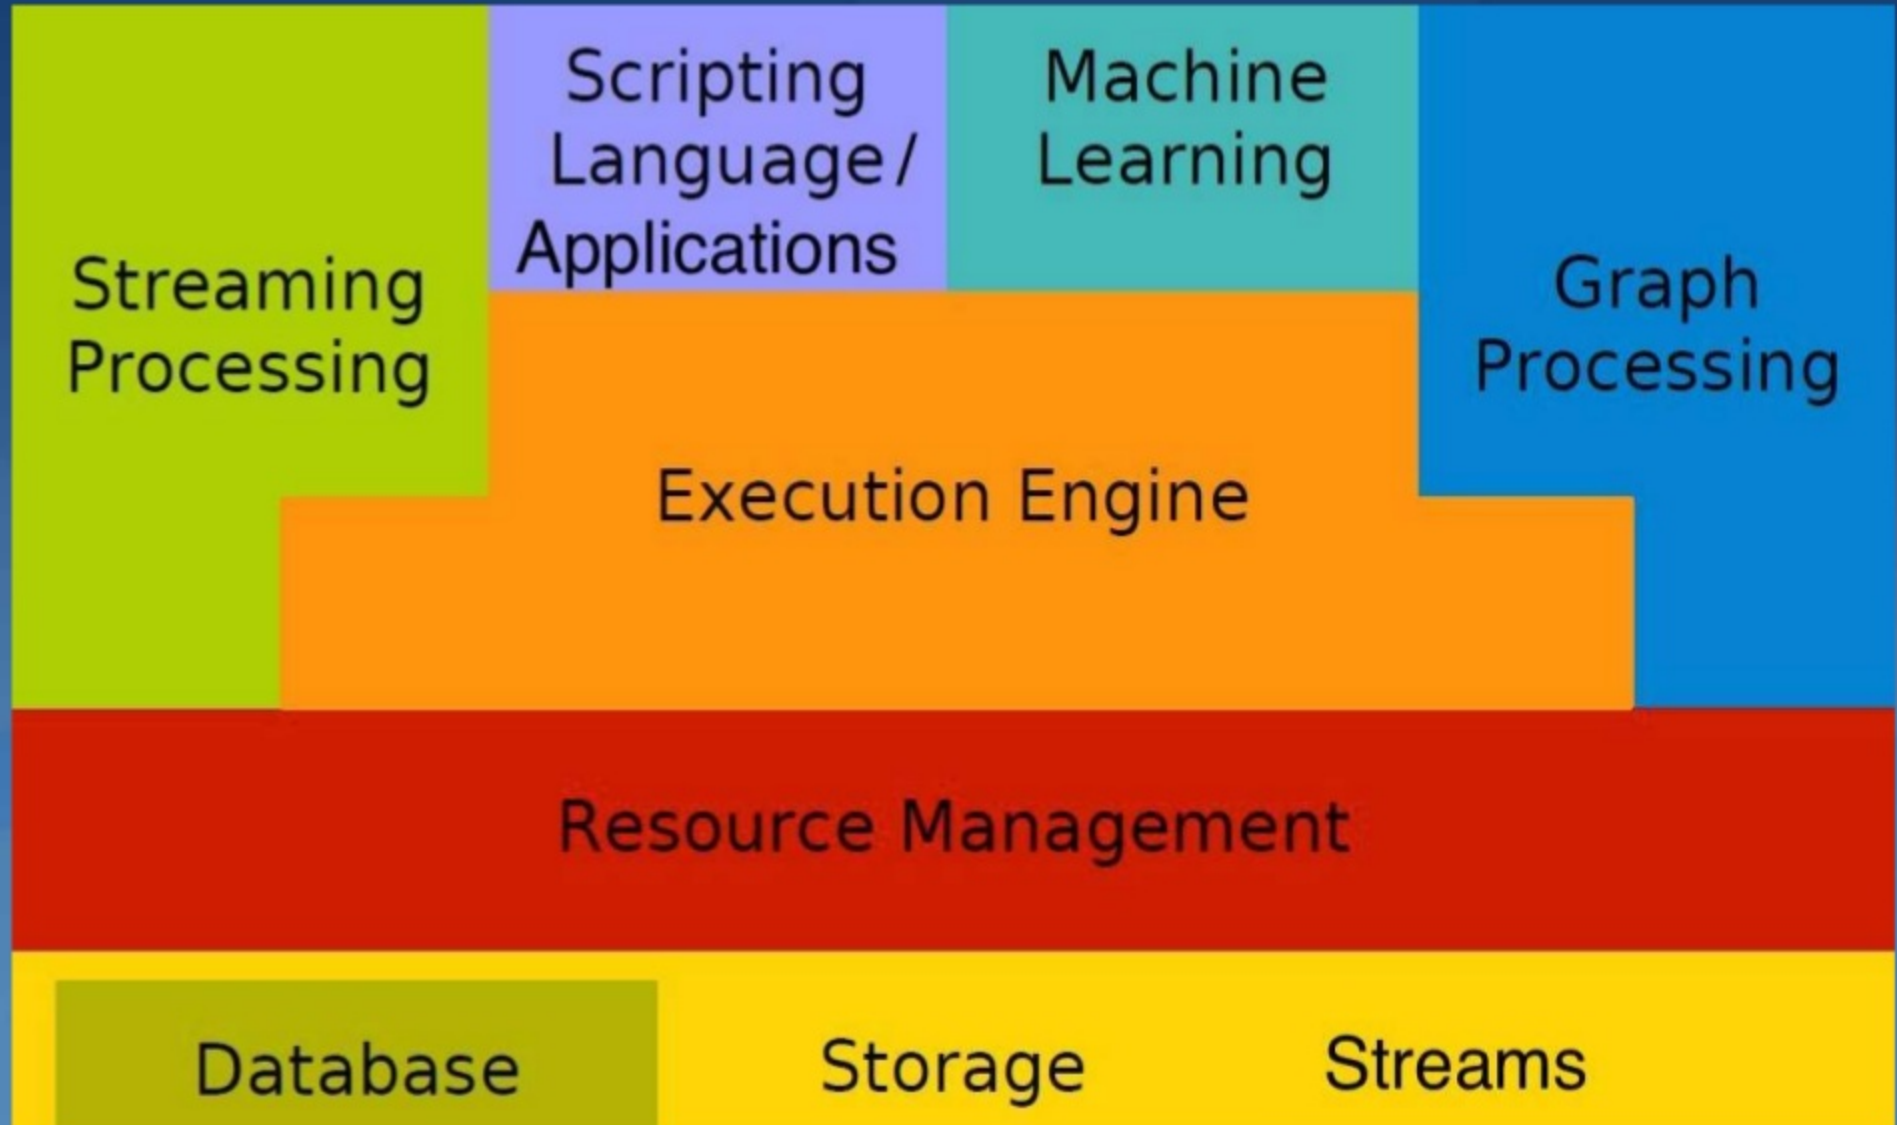 Scripting
Language/
Applications
Machine
Learning
Streaming
Processing
Graph
Processing
Execution Engine
Resource Management
Database
Storage
Streams